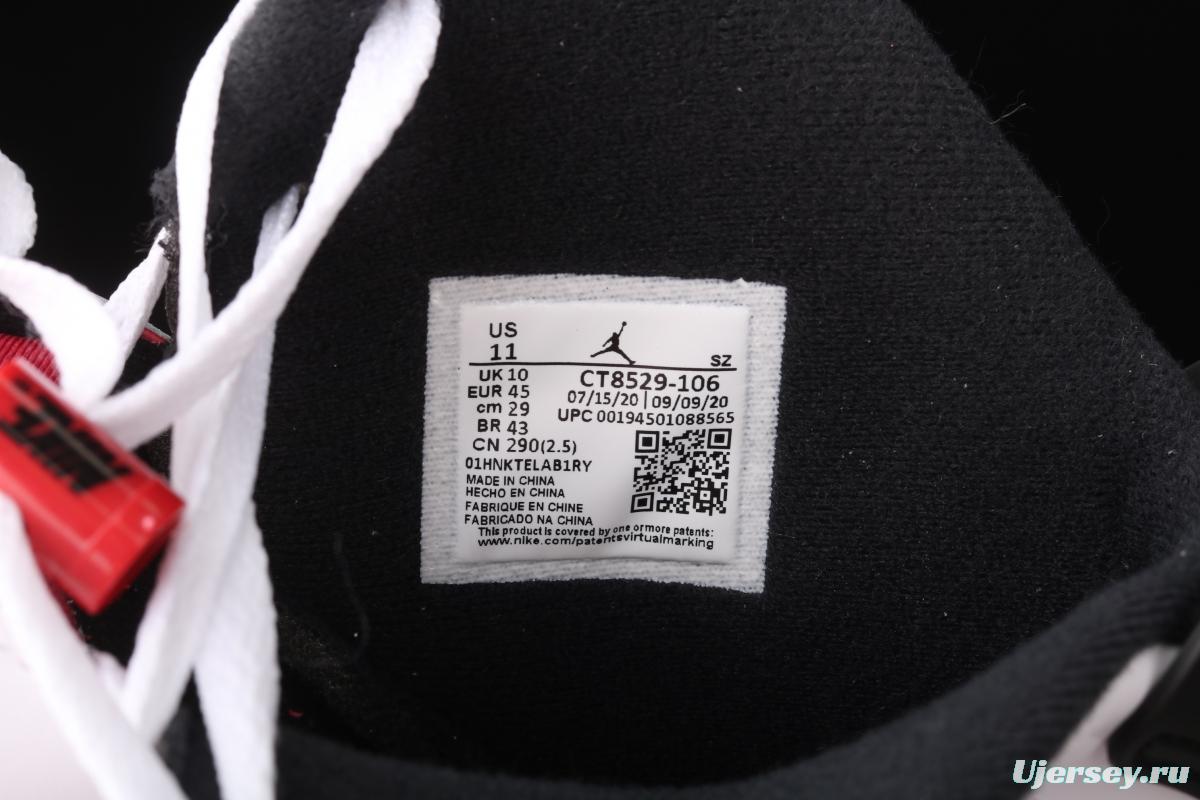 US
11
SZ
UK 10
EUR 45
cm 29
BR 43
CN 290(2.5)
CT8529-106
07/15/20 | 09/09/20
UPC 00194501088565
01HNKTELAB1RY
MADE IN CHINA
HECHO EN CHINA
FABRIQUE EN CHINE
FABRICADO NA CHINA
This product is covered by one ormore patents:
www.nike.com/patentsvirtualmarking
Ujersey.ru